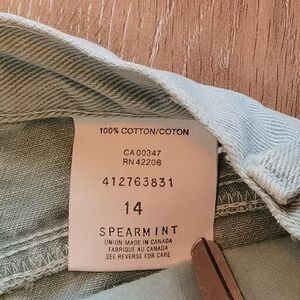 100% COTTON/COTON
CA 00347
RN 42206
412763831
14
SPEARMINT
UNION MADE IN CANADA
FABRIQUE AU CANADA
SEE REVERSE FOR CARE